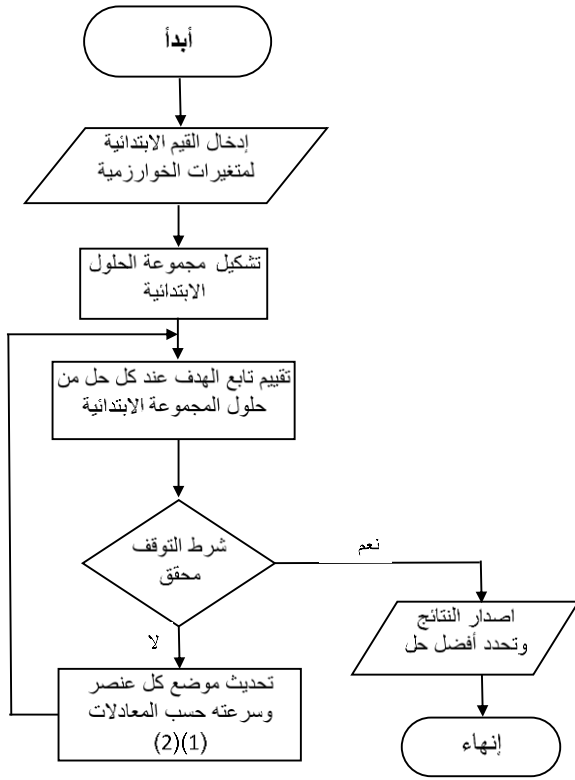 أبدأ
إدخال القيم الابتدائية
لمتغيرات الخوارزمية
تشكيل مجموعة الحلول
الابتدائية
تقييم تابع الهدف عند كل حل من
حلول المجموعة الابتدائية
شرط التوقف
محقق
نعم
لا
اصدار النتائج
وتحدد أفضل حل
تحديث موضع كل عنصر
وسرعته حسب المعادلات
(2)(1)
إنهاء